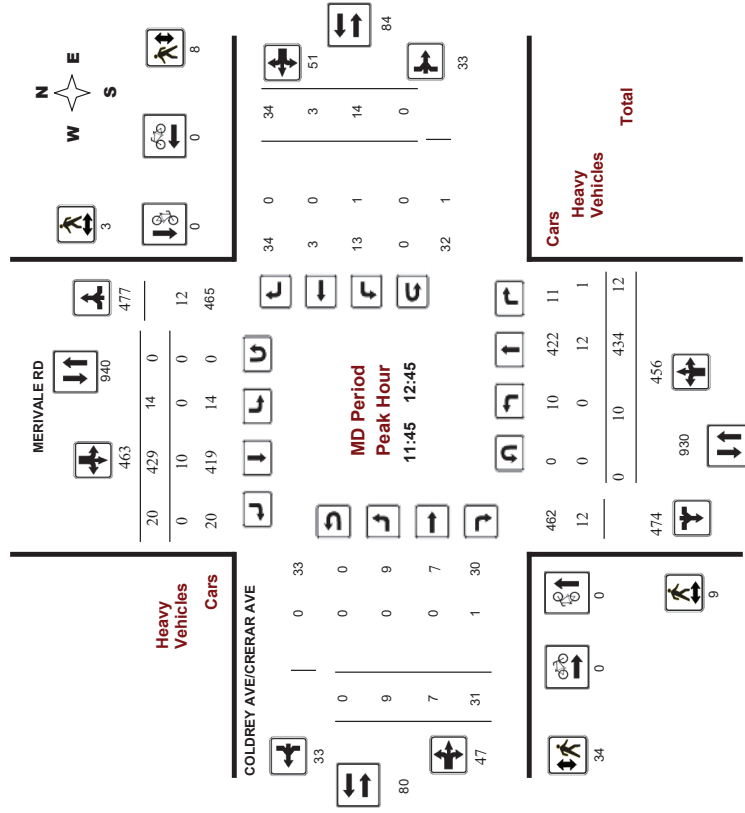 MERIVALE RD
N
E
S
W
3
8
0
0
463
940
477
20 429 14 0
0 10 0 0 12
20 419 14 0 465
Heavy
Vehicles
Cars
COLDREY AVE/CRERAR AVE
33
80
47
0 33
0 0 0
9 0 9
7 0 7
31 1 30
MD Period
Peak Hour
11:45 12:45
34 0 34
3 0 3
13 1 14
0 0 0
32 1
51
84
33
Cars
Heavy
Vehicles
Total
462 0 10 422 11
12 0 0 12 1
0 10 434 12
474
930
456
34
0
0
9